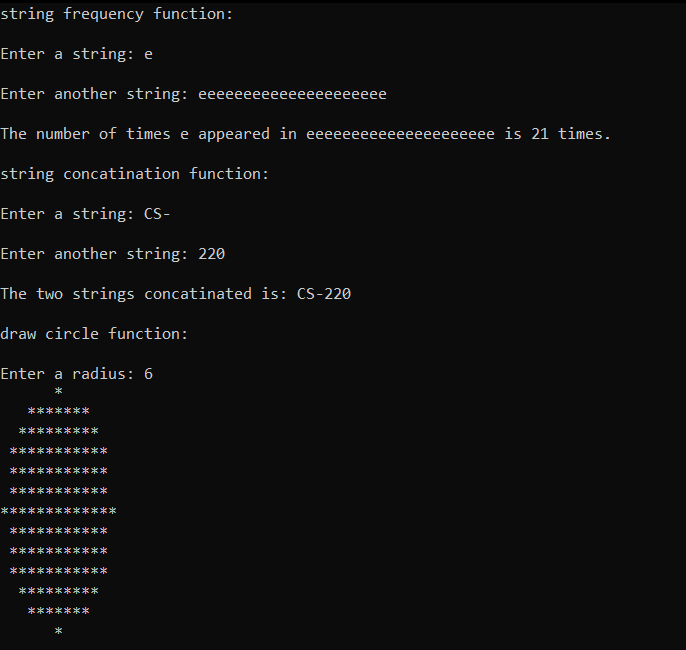 string frequency function:
Enter a string: e
Enter another string: eeeeeeeeeeeeeeeeeeeee
The number of times e appeared in eeeeeeeeeeeeeeeeeeeee is 21 times.
string concatination function:
Enter a string: CS-
Enter another string: 220
The two strings concatinated is: CS-220
draw circle function:
Enter a radius: 6
      *
   *******
  *********
 ***********
 ***********
 ***********
*************
 ***********
 ***********
 ***********
  *********
   *******
      *